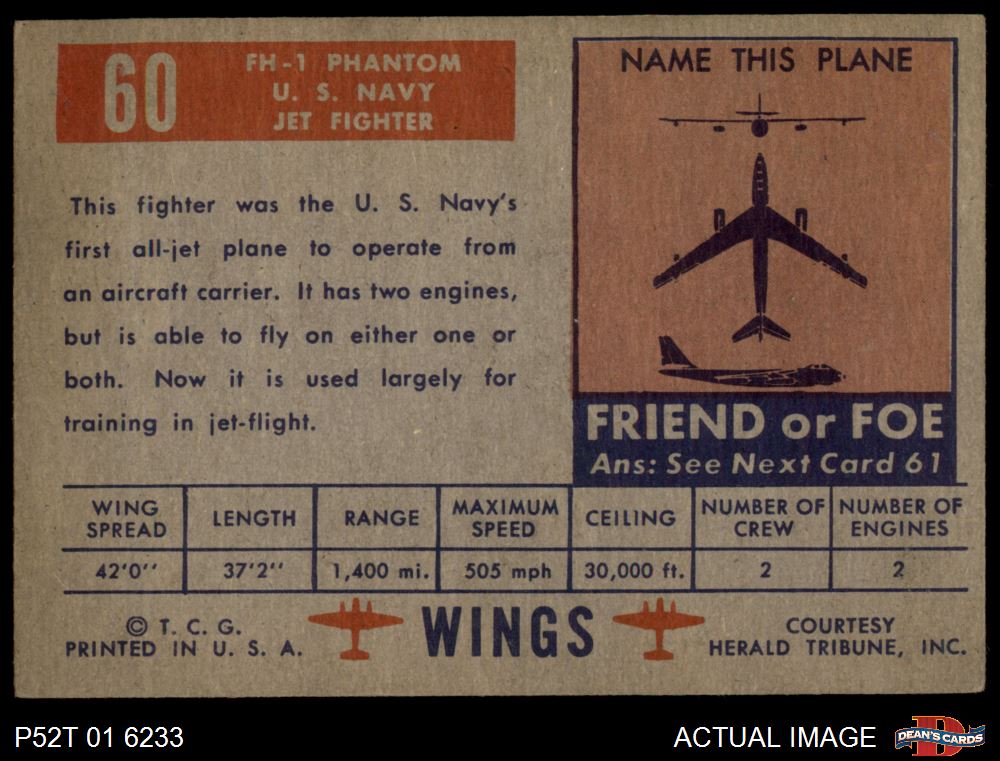 60
FH-1 PHANTOM
U. S. NAVY
JET FIGHTER
This fighter was the U. S. Navy's
first all-jet plane to operate from
an aircraft carrier. It has two engines,
but is able to fly on either one or
both. Now it is used largely for
training in jet-flight.
NAME THIS PLANE
FRIEND or FOE
Ans: See Next Card 61
WING SPREAD
LENGTH
RANGE
MAXIMUM SPEED
CEILING
NUMBER OF CREW
NUMBER OF ENGINES
42'0''
37'2''
1,400 mi.
505 mph
30,000 ft.
2
2
© T. C. G.
PRINTED IN U. S. A.
WINGS
COURTESY
HERALD TRIBUNE, INC.
P52T 01 6233
ACTUAL IMAGE
D
DEAN'S CARDS